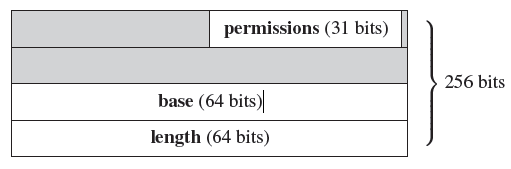 permissions (31 bits)
256 bits
base (64 bits)
length (64 bits)